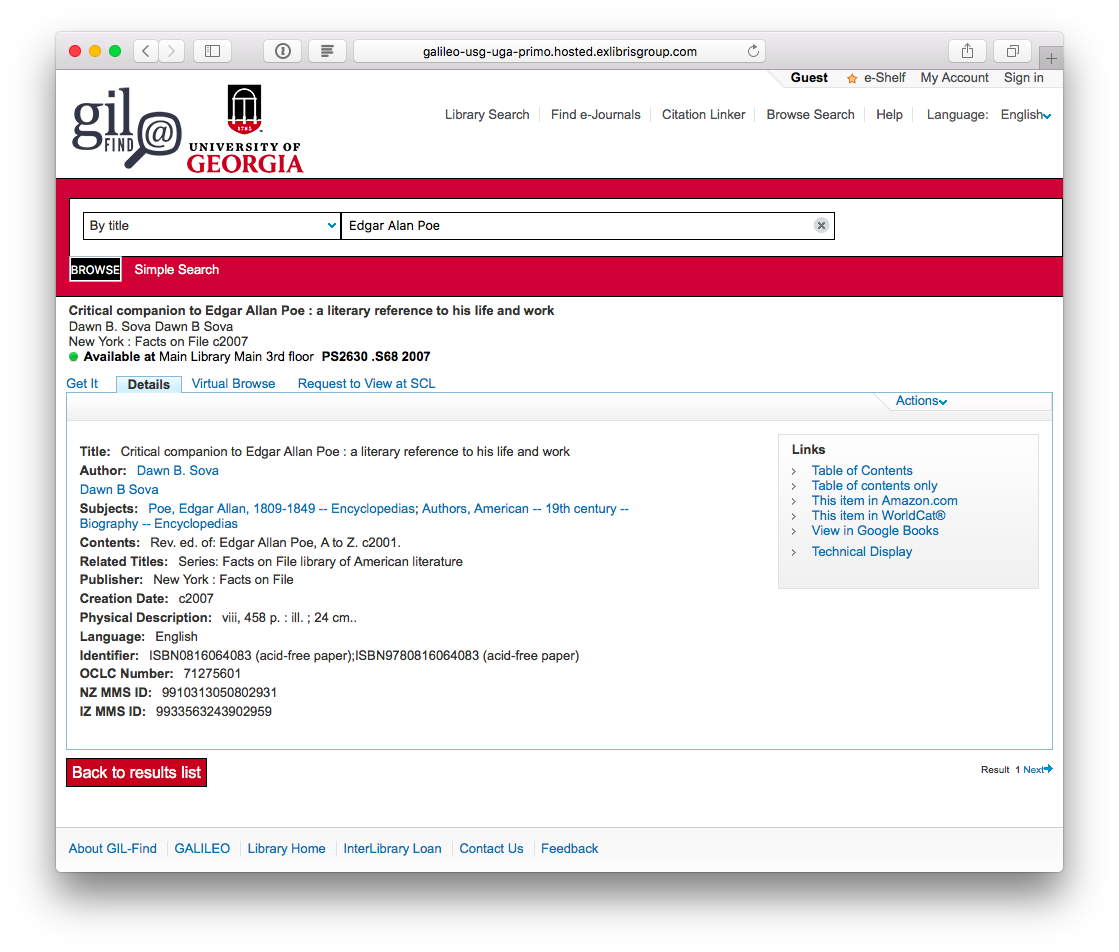 galileo-usg-uga-primo.hosted.exlibrisgroup.com
Guest e-Shelf My Account Sign in
gil FIND @
1785
UNIVERSITY OF
GEORGIA
Library Search Find e-Journals Citation Linker Browse Search Help Language: English
By title Edgar Alan Poe
BROWSE Simple Search
Critical companion to Edgar Allan Poe : a literary reference to his life and work
Dawn B. Sova Dawn B Sova
New York : Facts on File c2007
Available at Main Library Main 3rd floor PS2630 .S68 2007
Get It Details Virtual Browse Request to View at SCL
Actions
Title: Critical companion to Edgar Allan Poe : a literary reference to his life and work
Author: Dawn B. Sova
Dawn B Sova
Subjects: Poe, Edgar Allan, 1809-1849 -- Encyclopedias; Authors, American -- 19th century --
Biography -- Encyclopedias
Contents: Rev. ed. of: Edgar Allan Poe, A to Z. c2001.
Related Titles: Series: Facts on File library of American literature
Publisher: New York : Facts on File
Creation Date: c2007
Physical Description: viii, 458 p. : ill. ; 24 cm..
Language: English
Identifier: ISBN0816064083 (acid-free paper);ISBN9780816064083 (acid-free paper)
OCLC Number: 71275601
NZ MMS ID: 9910313050802931
IZ MMS ID: 9933563243902959
Links
Table of Contents
Table of contents only
This item in Amazon.com
This item in WorldCat®
View in Google Books
Technical Display
Back to results list
Result 1 Next
About GIL-Find GALILEO Library Home InterLibrary Loan Contact Us Feedback